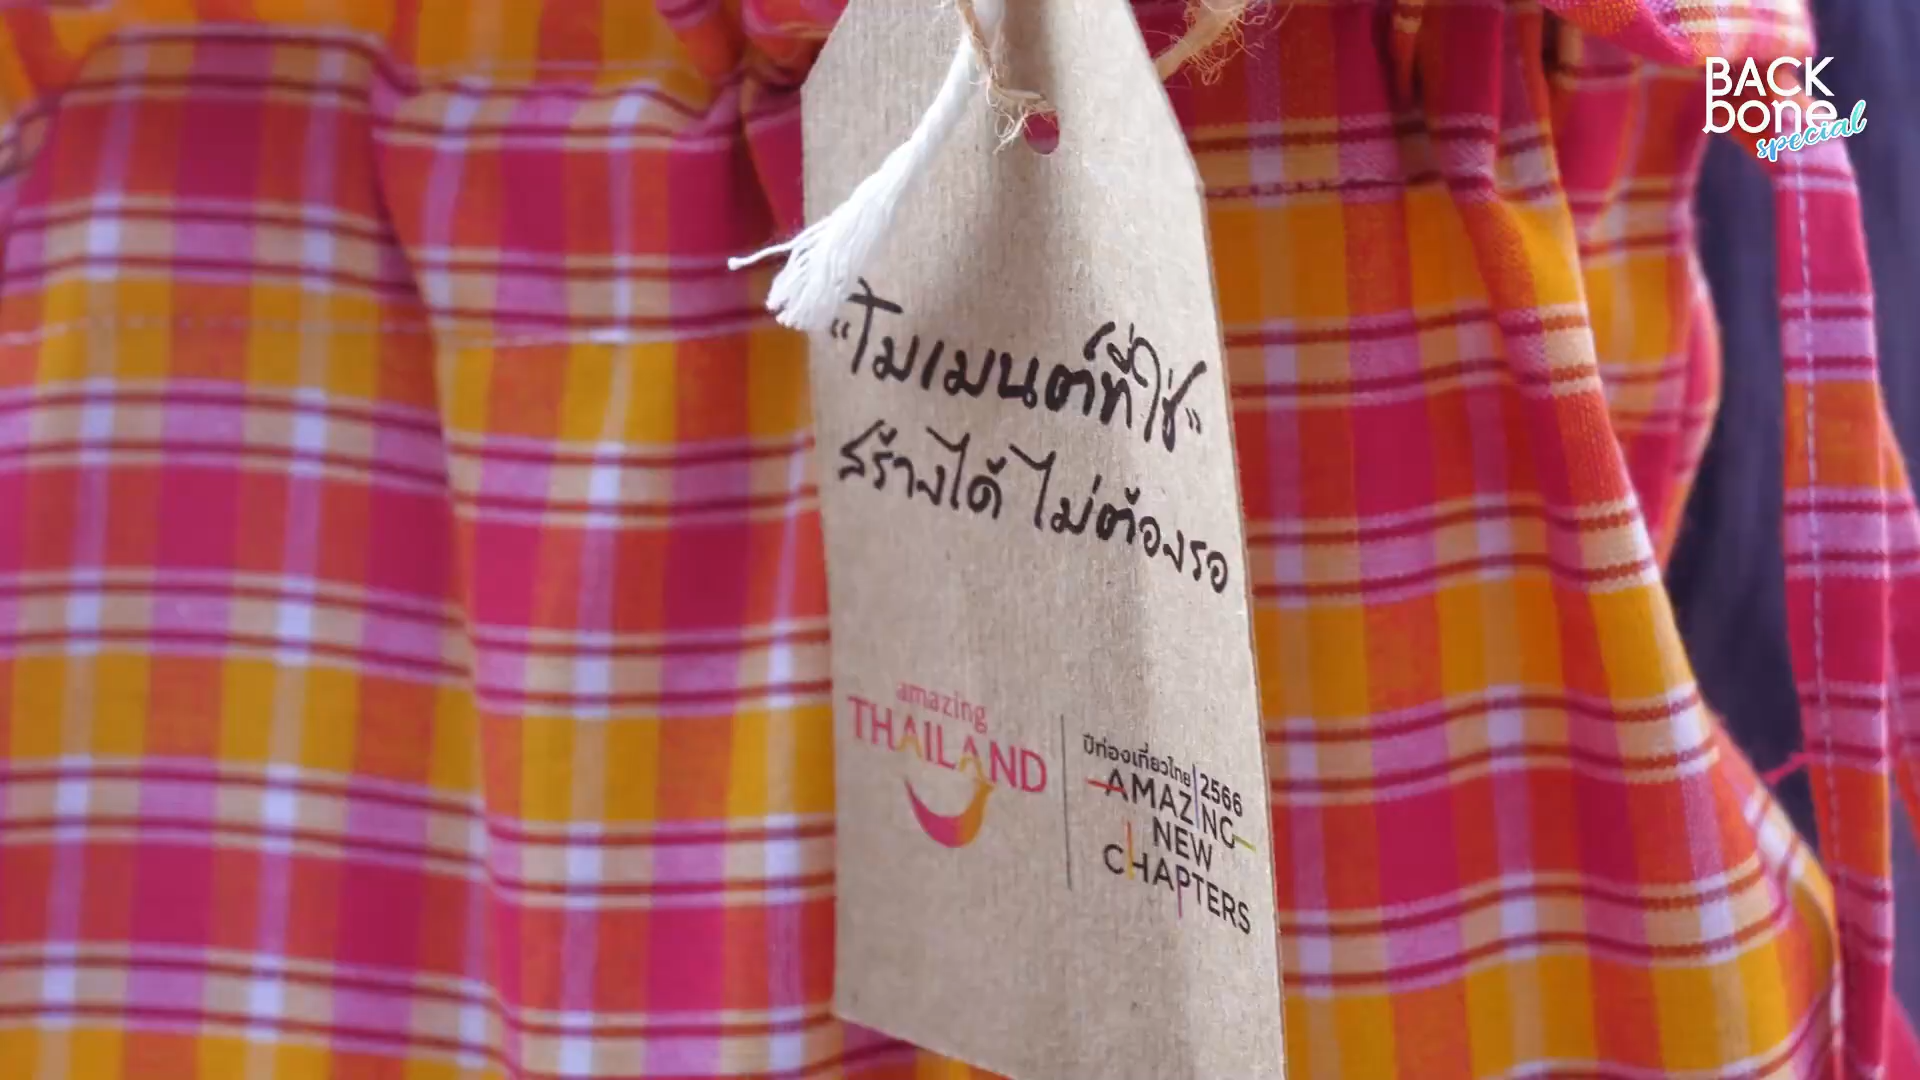 BACK
bone
special
“โมเมนต์ที่ใช่”
สร้างได้ ไม่ต้องรอ
amazing
THAILAND
ปีท่องเที่ยวไทย 2566
AMAZING
NEW
CHAPTERS